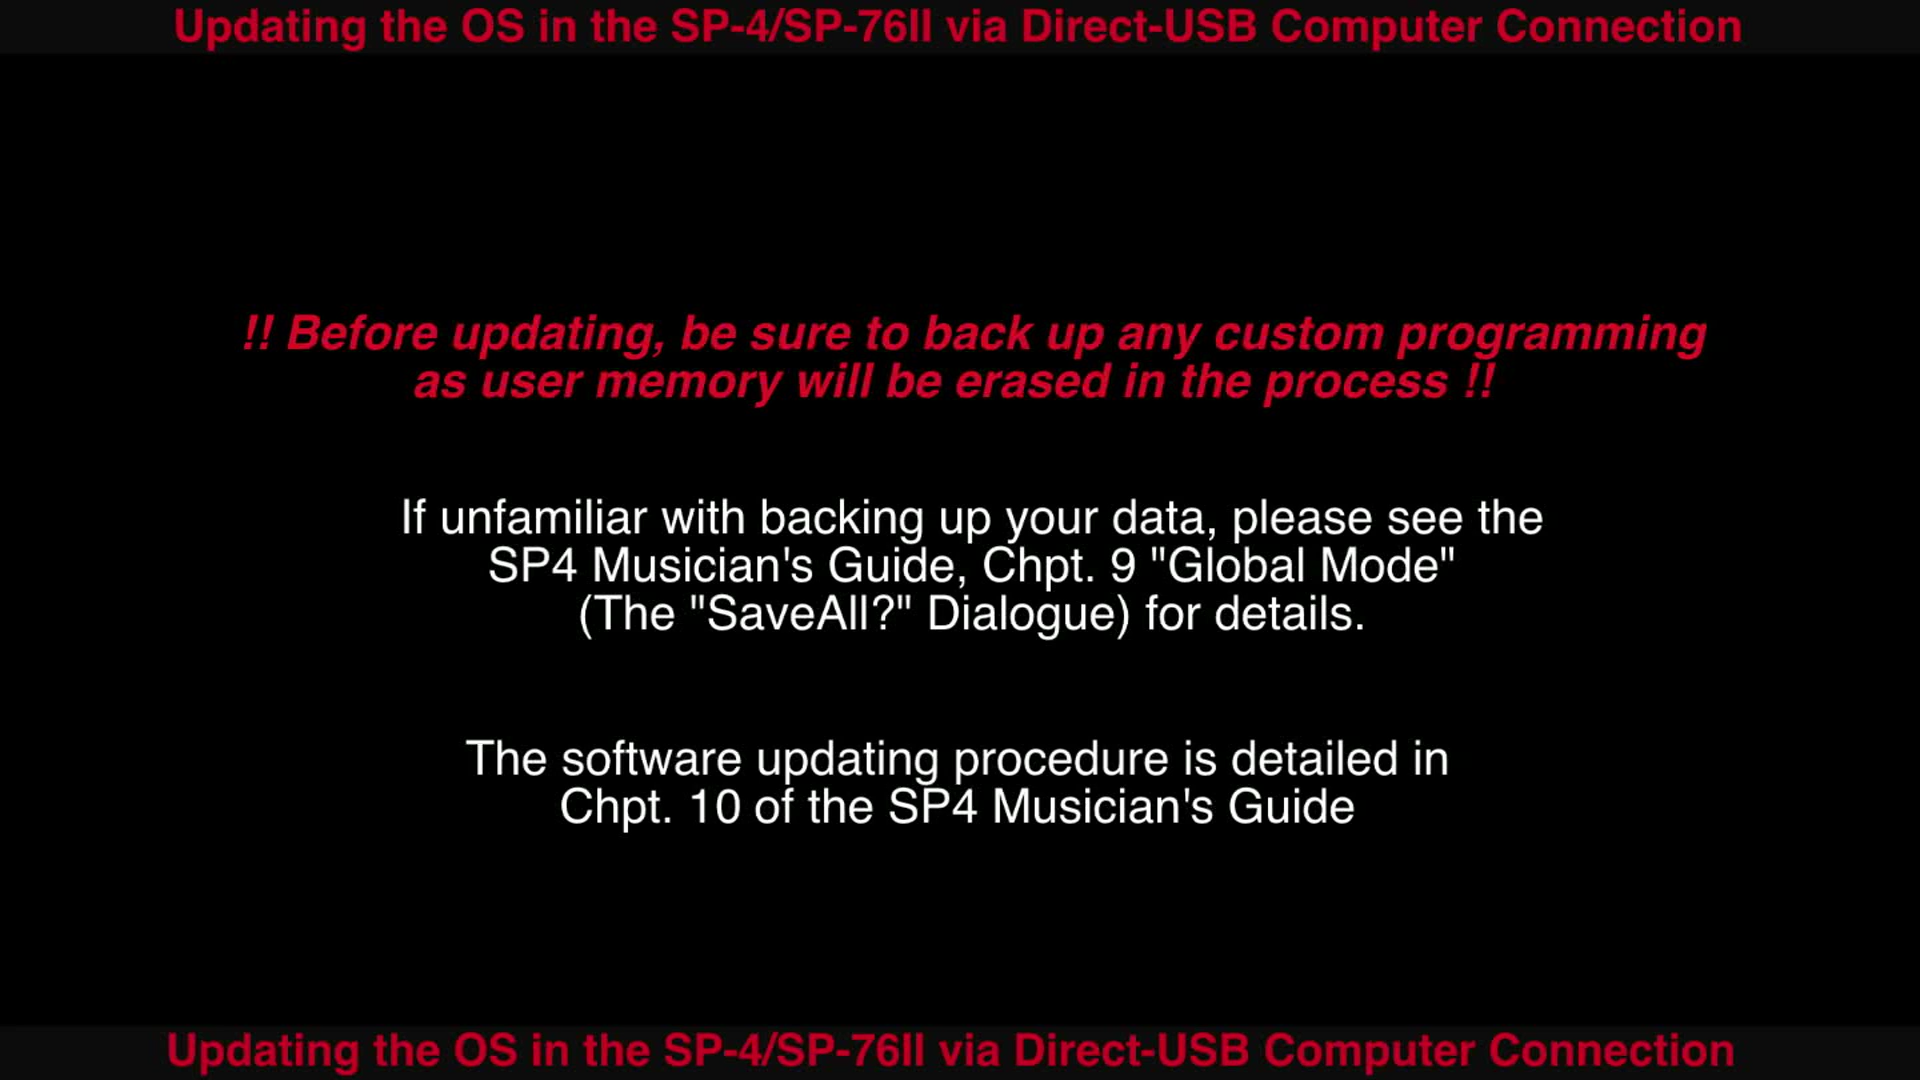 Updating the OS in the SP-4/SP-76II via Direct-USB Computer Connection
!! Before updating, be sure to back up any custom programming
as user memory will be erased in the process !!
If unfamiliar with backing up your data, please see the
SP4 Musician's Guide, Chpt. 9 "Global Mode"
(The "SaveAll?" Dialogue) for details.
The software updating procedure is detailed in
Chpt. 10 of the SP4 Musician's Guide
Updating the OS in the SP-4/SP-76II via Direct-USB Computer Connection